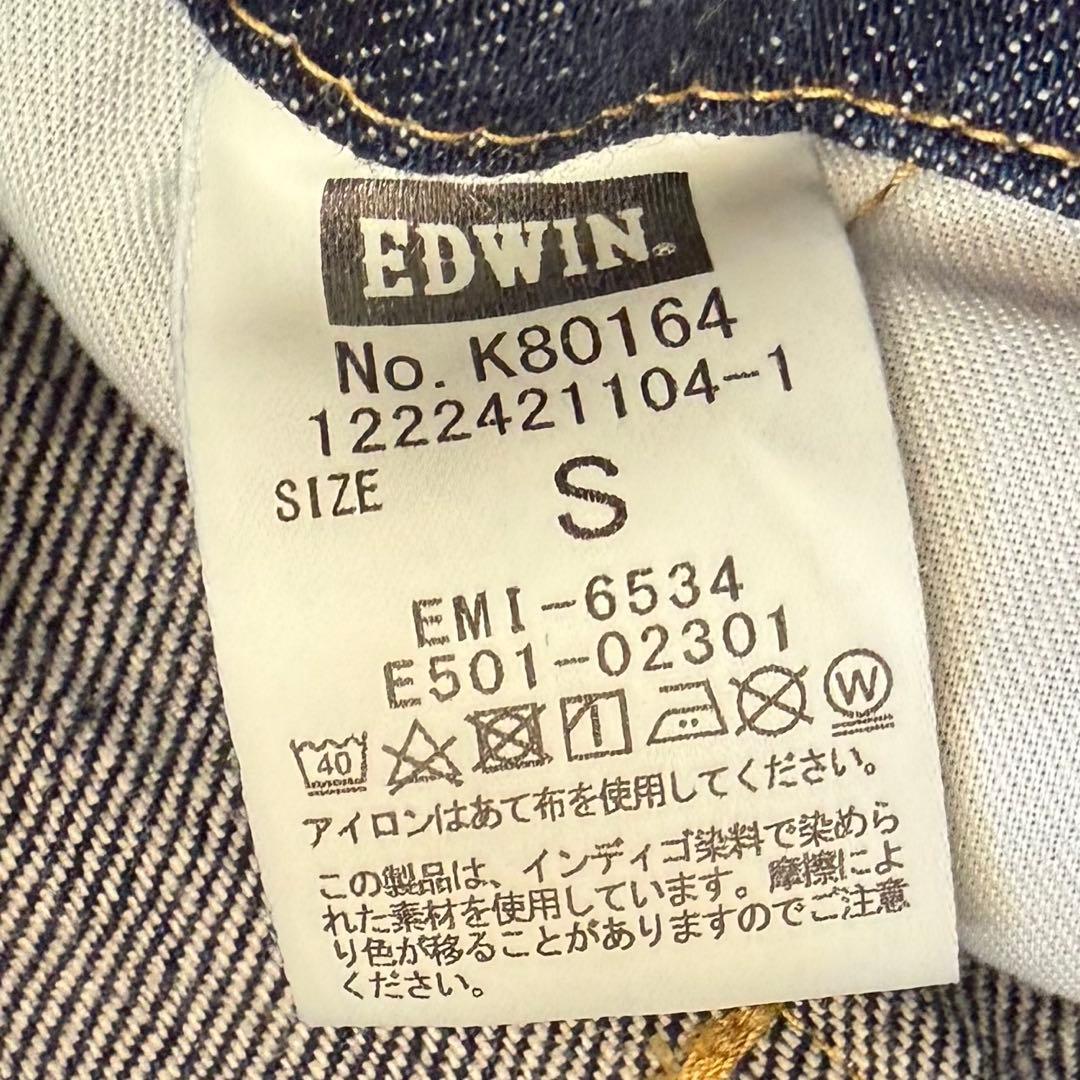 EDWIN®
No. K80164
1222421104-1
SIZE S
EMI-6534
E501-02301
40 W
アイロンはあて布を使用してください。
この製品は、インディゴ染料で染めら
れた素材を使用しています。摩擦によ
り色が移ることがありますのでご注意
ください。